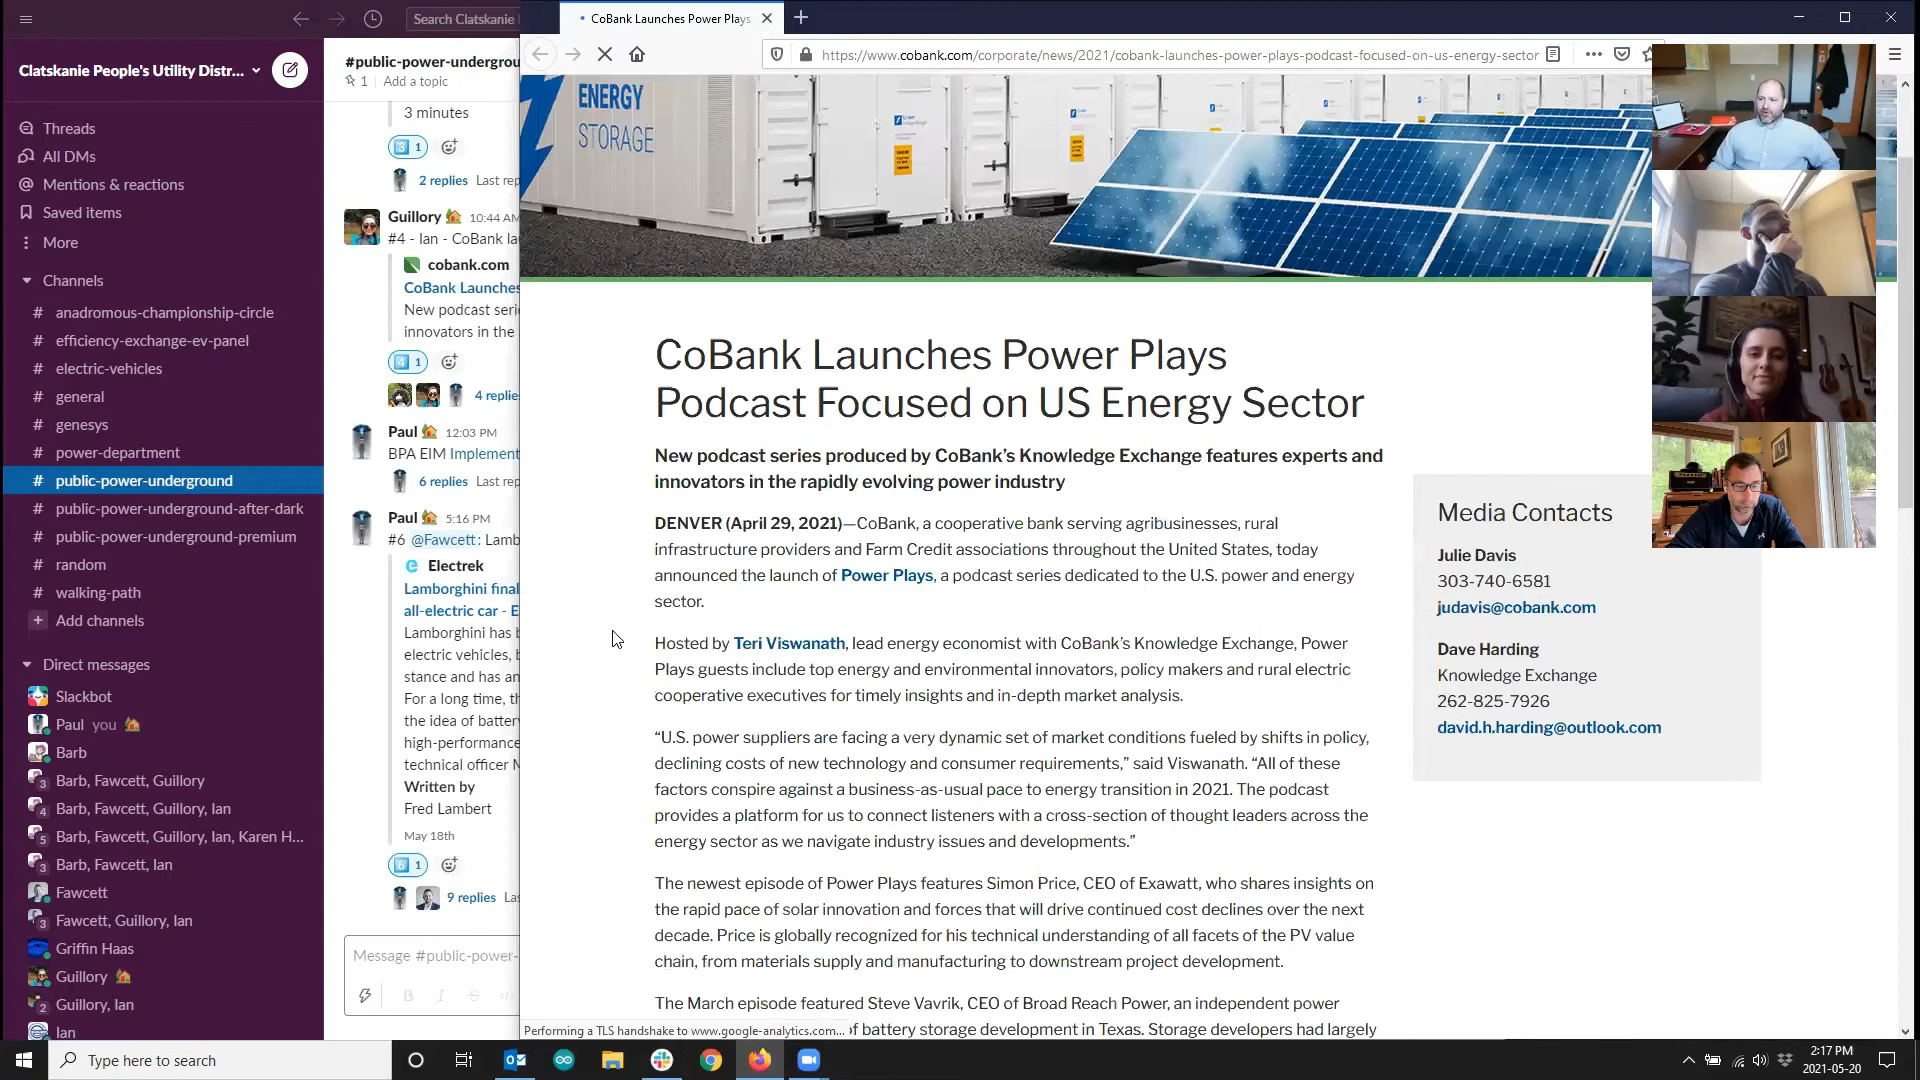 Search Clatskanie
Clatskanie People's Utility Distr...
Threads
All DMs
Mentions & reactions
Saved items
More
Channels
# anadromous-championship-circle
# efficiency-exchange-ev-panel
# electric-vehicles
# general
# genesys
# power-department
# public-power-underground
# public-power-underground-after-dark
# public-power-underground-premium
# random
# walking-path
+ Add channels
Direct messages
Slackbot
Paul you
Barb
3 Barb, Fawcett, Guillory
4 Barb, Fawcett, Guillory, Ian
5 Barb, Fawcett, Guillory, Ian, Karen H...
3 Barb, Fawcett, Ian
Fawcett
3 Fawcett, Guillory, Ian
Griffin Haas
Guillory
2 Guillory, Ian
Ian
#public-power-undergrou
1 Add a topic
3 minutes
3 1
2 replies Last rep
Guillory 10:44 AM
#4 - Ian - CoBank la
cobank.com
CoBank Launches
New podcast seri
innovators in the
4 1
4 replie
Paul 12:03 PM
BPA EIM Implement
6 replies Last rep
Paul 5:16 PM
#6 @Fawcett: Lamb
Electrek
Lamborghini final
all-electric car - E
Lamborghini has b
electric vehicles, b
stance and has an
For a long time, th
the idea of battery
high-performance
technical officer M
Written by
Fred Lambert
May 18th
6 1
9 replies Las
Message #public-power-
B I S </>
CoBank Launches Power Plays
https://www.cobank.com/corporate/news/2021/cobank-launches-power-plays-podcast-focused-on-us-energy-sector
ENERGY
STORAGE
CoBank Launches Power Plays
Podcast Focused on US Energy Sector
New podcast series produced by CoBank’s Knowledge Exchange features experts and
innovators in the rapidly evolving power industry
DENVER (April 29, 2021)—CoBank, a cooperative bank serving agribusinesses, rural
infrastructure providers and Farm Credit associations throughout the United States, today
announced the launch of Power Plays, a podcast series dedicated to the U.S. power and energy
sector.
Hosted by Teri Viswanath, lead energy economist with CoBank’s Knowledge Exchange, Power
Plays guests include top energy and environmental innovators, policy makers and rural electric
cooperative executives for timely insights and in-depth market analysis.
“U.S. power suppliers are facing a very dynamic set of market conditions fueled by shifts in policy,
declining costs of new technology and consumer requirements,” said Viswanath. “All of these
factors conspire against a business-as-usual pace to energy transition in 2021. The podcast
provides a platform for us to connect listeners with a cross-section of thought leaders across the
energy sector as we navigate industry issues and developments.”
The newest episode of Power Plays features Simon Price, CEO of Exawatt, who shares insights on
the rapid pace of solar innovation and forces that will drive continued cost declines over the next
decade. Price is globally recognized for his technical understanding of all facets of the PV value
chain, from materials supply and manufacturing to downstream project development.
The March episode featured Steve Vavrik, CEO of Broad Reach Power, an independent power
of battery storage development in Texas. Storage developers had largely
Performing a TLS handshake to www.google-analytics.com...
Media Contacts
Julie Davis
303-740-6581
judavis@cobank.com
Dave Harding
Knowledge Exchange
262-825-7926
david.h.harding@outlook.com
Type here to search
2:17 PM
2021-05-20